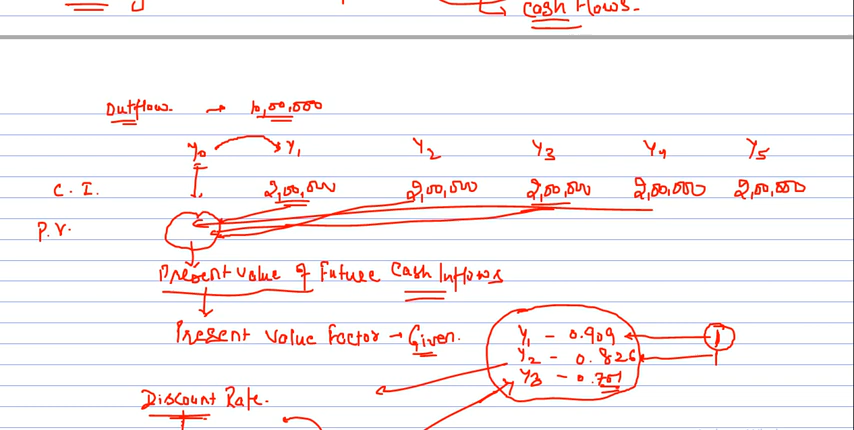 Cash Flows.
Outflow → 10,00,000
Y0 Y1 Y2 Y3 Y4 Y5
C.I. 2,00,000 2,00,000 2,00,000 2,00,000 2,00,000
P.V.
Present value of Future Cash Inflows
Present Value Factor → Given.
Y1 – 0.909
Y2 – 0.826
Y3 – 0.
Discount Rate.